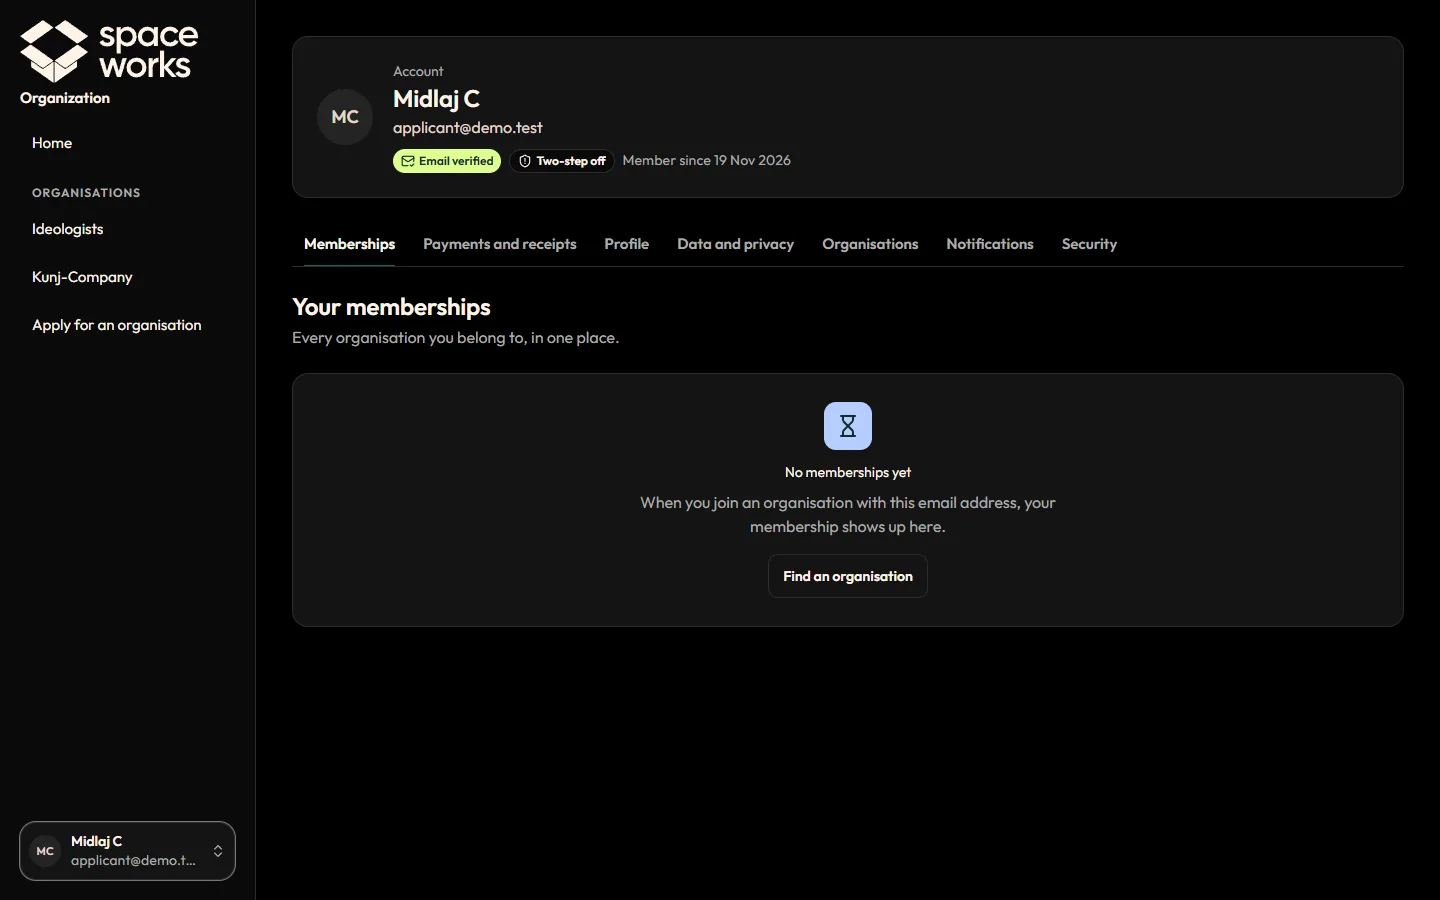 space
works
Organization
Home
ORGANISATIONS
Ideologists
Kunj-Company
Apply for an organisation
MC
Midlaj C
applicant@demo.t...
Account
MC
Midlaj C
applicant@demo.test
Email verified
Two-step off
Member since 19 Nov 2026
Memberships
Payments and receipts
Profile
Data and privacy
Organisations
Notifications
Security
Your memberships
Every organisation you belong to, in one place.
No memberships yet
When you join an organisation with this email address, your
membership shows up here.
Find an organisation